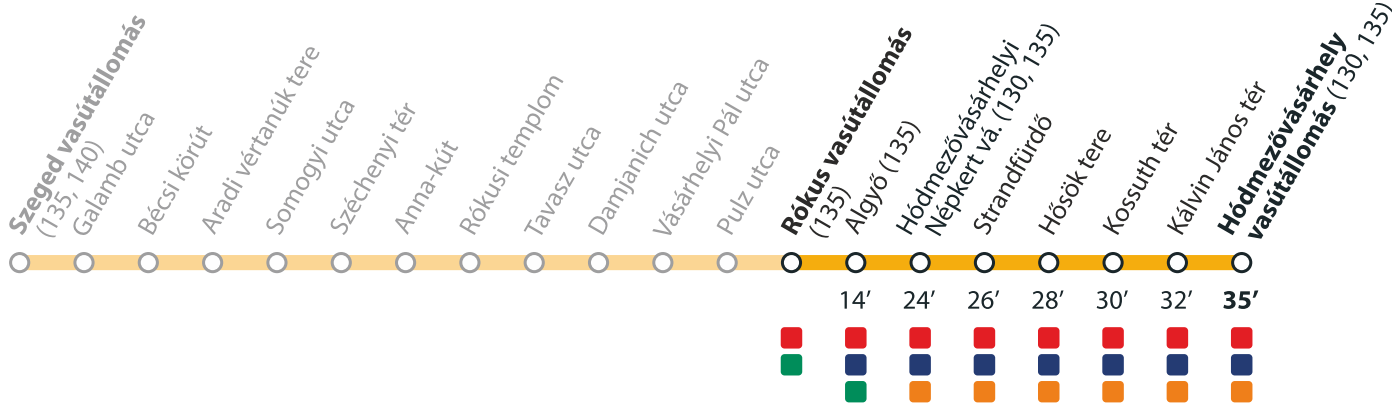 Szeged vasútállomás
(135, 140)
Galamb utca
Bécsi körút
Aradi vértanúk tere
Somogyi utca
Széchenyi tér
Anna-kút
Rókusi templom
Tavasz utca
Damjanich utca
Vásárhelyi Pál utca
Pulz utca
Rókus vasútállomás
(135)
Algyő (135)
Hódmezővásárhelyi
Népkert vá. (130, 135)
Strandfürdő
Hősök tere
Kossuth tér
Kálvin János tér
Hódmezővásárhely
vasútállomás (130, 135)
14’
24’
26’
28’
30’
32’
35’